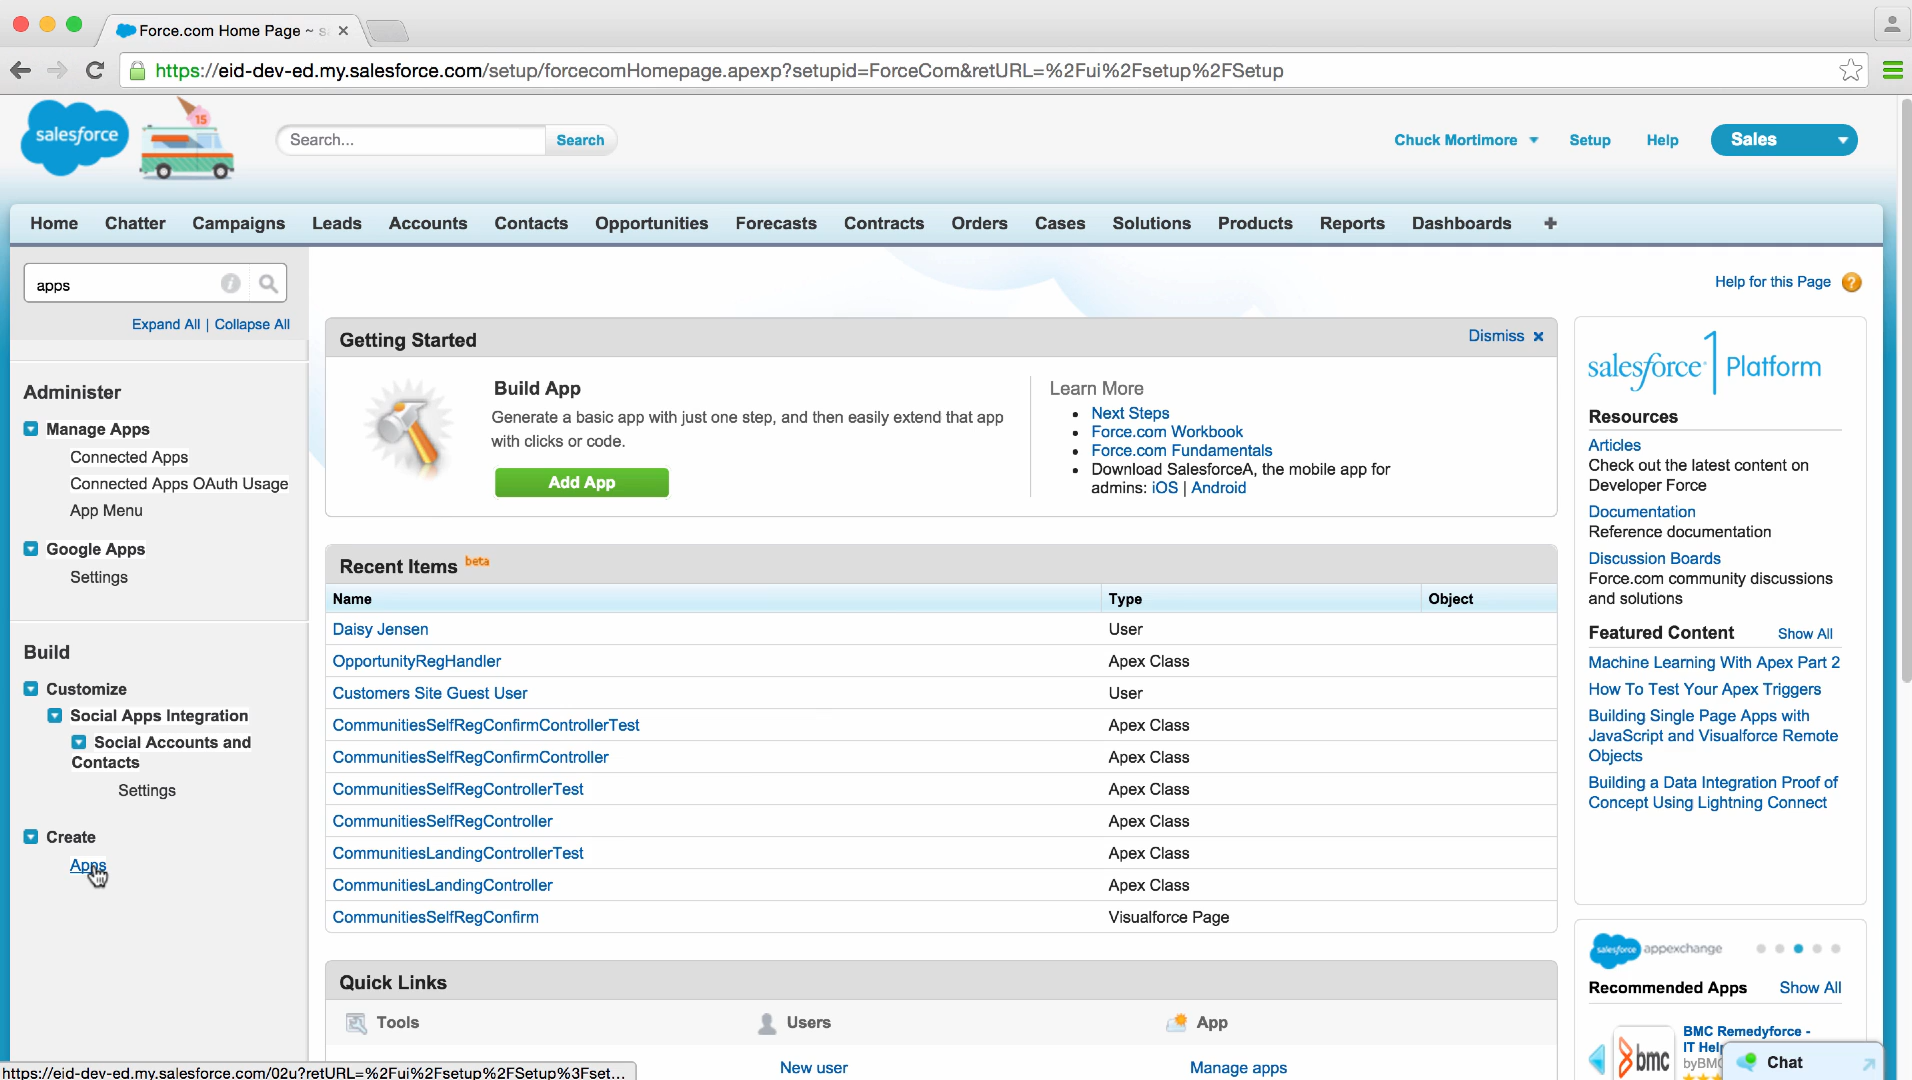 Force.com Home Page ~ s
https://eid-dev-ed.my.salesforce.com/setup/forcecomHomepage.apexp?setupid=ForceCom&retURL=%2Fui%2Fsetup%2FSetup
salesforce
15
Search...
Search
Chuck Mortimore
Setup
Help
Sales
Home Chatter Campaigns Leads Accounts Contacts Opportunities Forecasts Contracts Orders Cases Solutions Products Reports Dashboards +
apps
Expand All | Collapse All
Administer
Manage Apps
Connected Apps
Connected Apps OAuth Usage
App Menu
Google Apps
Settings
Build
Customize
Social Apps Integration
Social Accounts and
Contacts
Settings
Create
Apps
Help for this Page ?
Getting Started
Dismiss
Build App
Generate a basic app with just one step, and then easily extend that app
with clicks or code.
Add App
Learn More
Next Steps
Force.com Workbook
Force.com Fundamentals
Download SalesforceA, the mobile app for
admins: iOS | Android
Recent Items beta
Name Type Object
Daisy Jensen User
OpportunityRegHandler Apex Class
Customers Site Guest User User
CommunitiesSelfRegConfirmControllerTest Apex Class
CommunitiesSelfRegConfirmController Apex Class
CommunitiesSelfRegControllerTest Apex Class
CommunitiesSelfRegController Apex Class
CommunitiesLandingControllerTest Apex Class
CommunitiesLandingController Apex Class
CommunitiesSelfRegConfirm Visualforce Page
Quick Links
Tools Users App
New user Manage apps
salesforce1 Platform
Resources
Articles
Check out the latest content on
Developer Force
Documentation
Reference documentation
Discussion Boards
Force.com community discussions
and solutions
Featured Content Show All
Machine Learning With Apex Part 2
How To Test Your Apex Triggers
Building Single Page Apps with
JavaScript and Visualforce Remote
Objects
Building a Data Integration Proof of
Concept Using Lightning Connect
salesforce appexchange
Recommended Apps Show All
bmc
BMC Remedyforce -
IT Help
byBMC
Chat
https://eid-dev-ed.my.salesforce.com/02u?retURL=%2Fui%2Fsetup%2FSetup%3Fset...